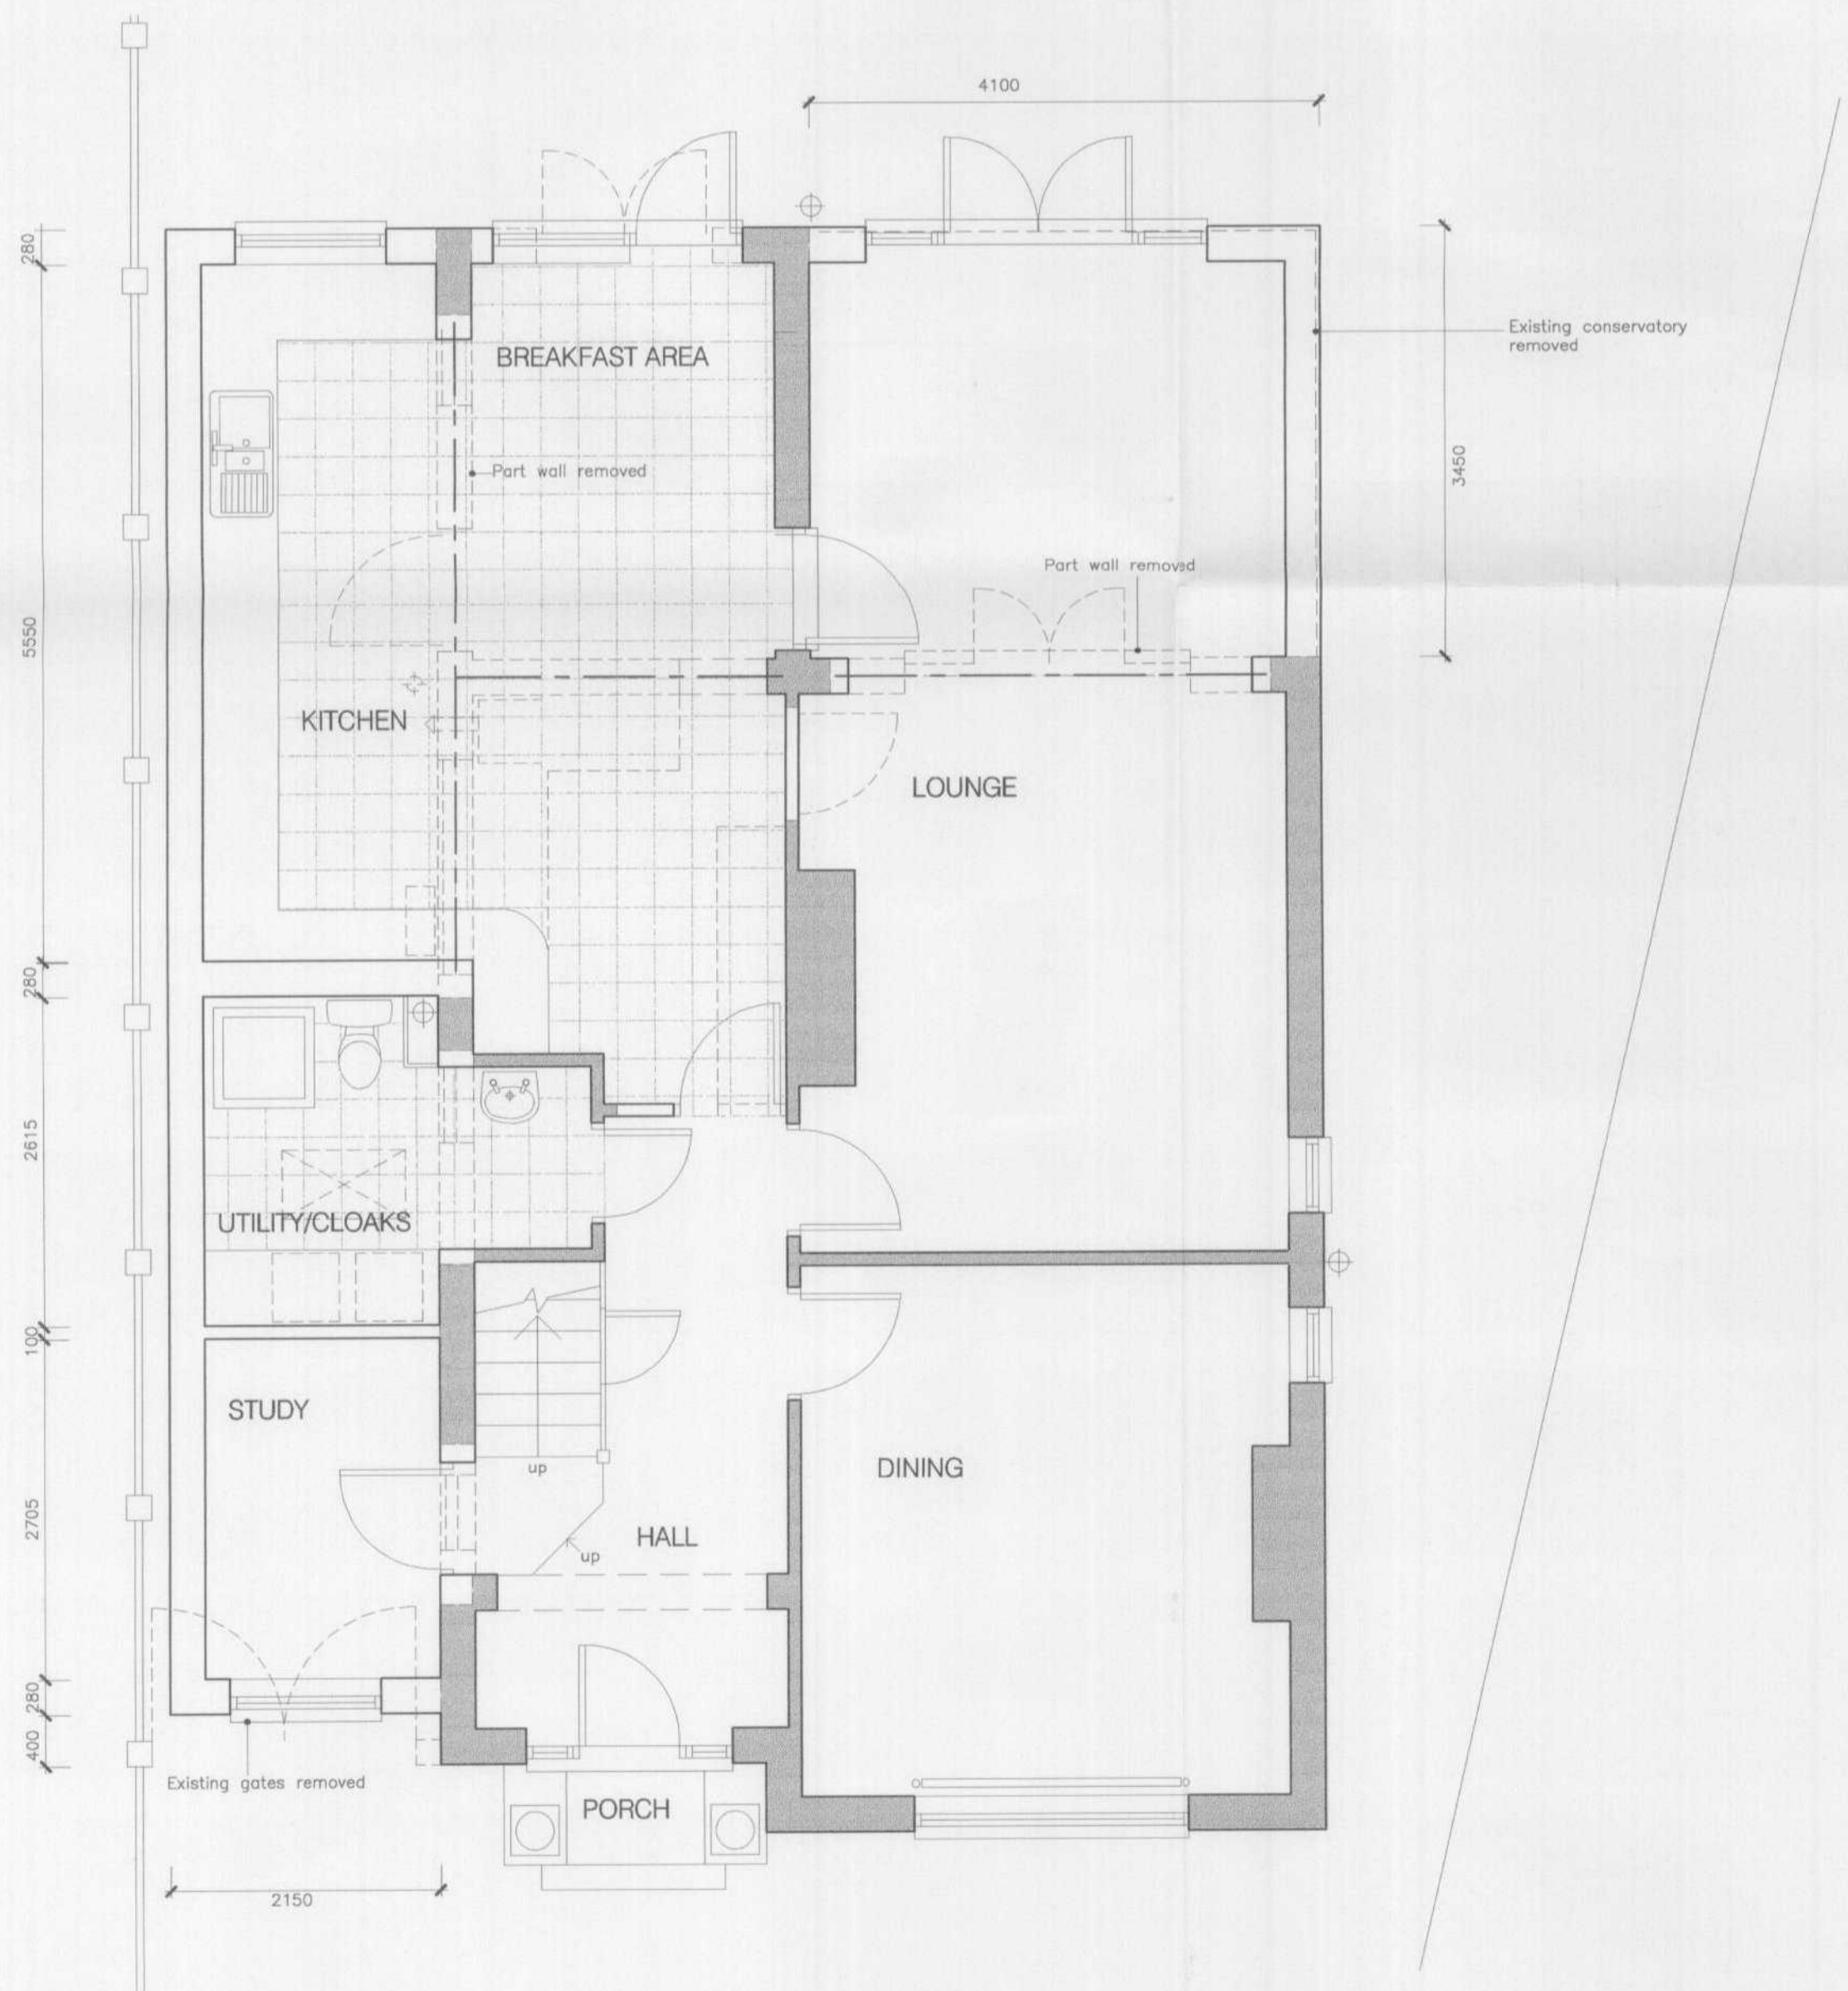 4100
280
Existing conservatory
removed
BREAKFAST AREA
3450
Part wall removed
Part wall removed
5550
KITCHEN
LOUNGE
280
2615
UTILITY/CLOAKS
100
STUDY
up
DINING
2705
HALL
up
280
400
Existing gates removed
PORCH
2150